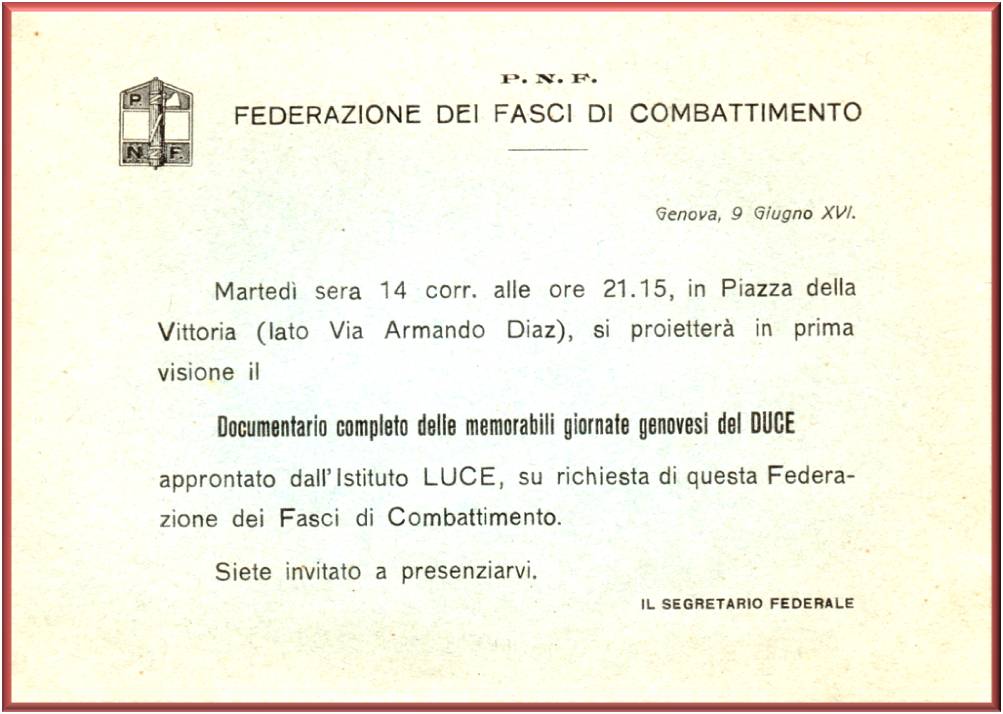 P. N. F.
P. N. F.
FEDERAZIONE DEI FASCI DI COMBATTIMENTO
Genova, 9 Giugno XVI.
Martedì sera 14 corr. alle ore 21.15, in Piazza della
Vittoria (lato Via Armando Diaz), si proietterà in prima
visione il
Documentario completo delle memorabili giornate genovesi del DUCE
approntato dall'Istituto LUCE, su richiesta di questa Federa-
zione dei Fasci di Combattimento.
Siete invitato a presenziarvi.
IL SEGRETARIO FEDERALE